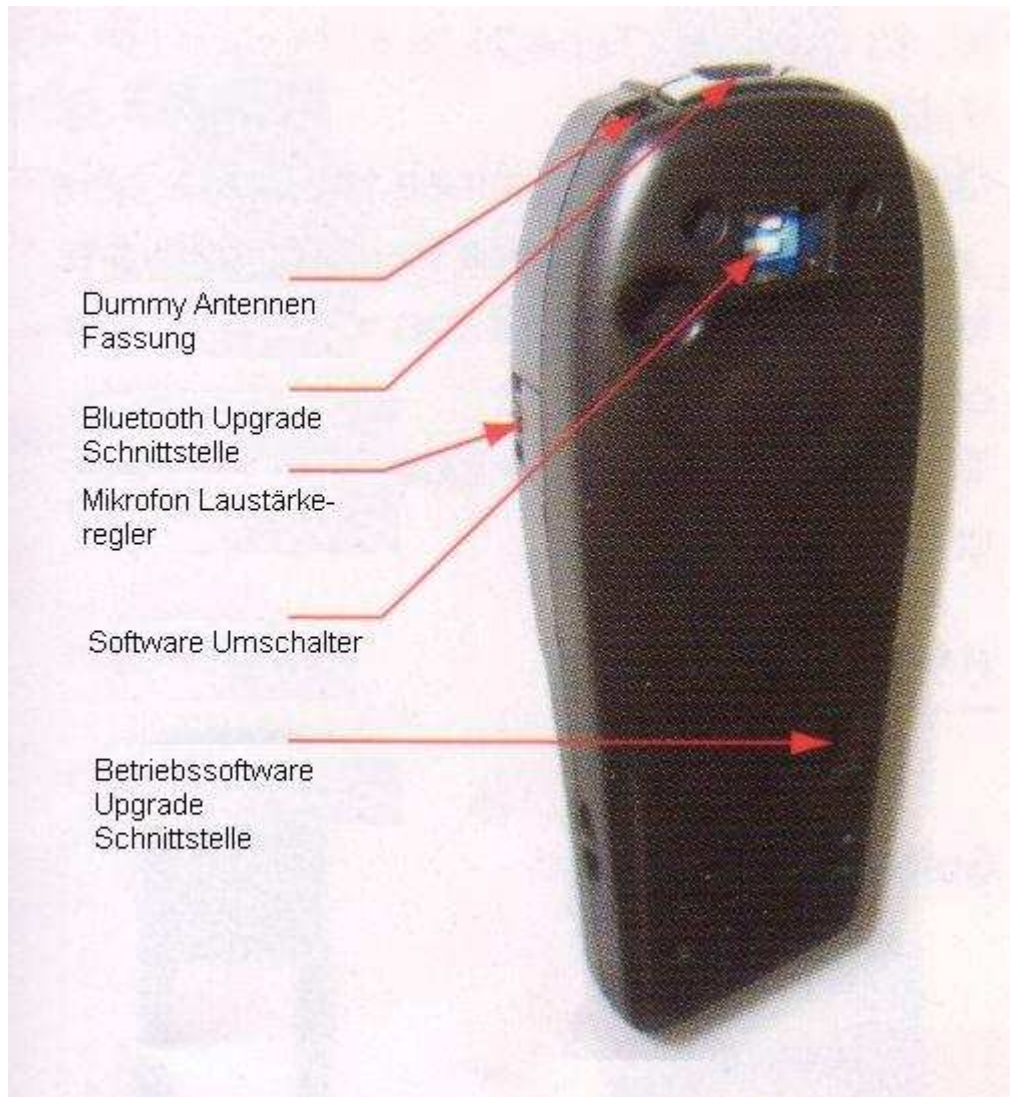 Dummy Antennen
Fassung
Bluetooth Upgrade
Schnittstelle
Mikrofon Laustärke-
regler
Software Umschalter
Betriebssoftware
Upgrade
Schnittstelle